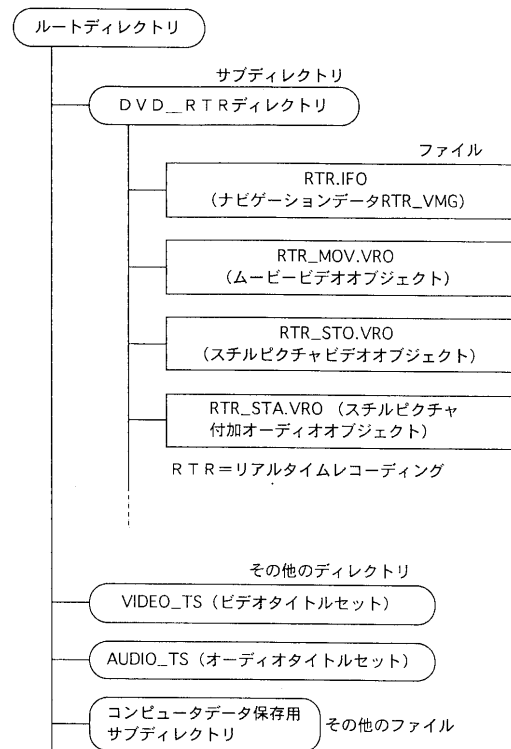 ルートディレクトリ
サブディレクトリ
DVD__RTRディレクトリ
ファイル
RTR.IFO
(ナビゲーションデータRTR_VMG)
RTR_MOV.VRO
(ムービービデオオブジェクト)
RTR_STO.VRO
(スチルピクチャビデオオブジェクト)
RTR_STA.VRO (スチルピクチャ
付加オーディオオブジェクト)
RTR=リアルタイムレコーディング
その他のディレクトリ
VIDEO_TS (ビデオタイトルセット)
AUDIO_TS (オーディオタイトルセット)
コンピュータデータ保存用
サブディレクトリ
その他のファイル